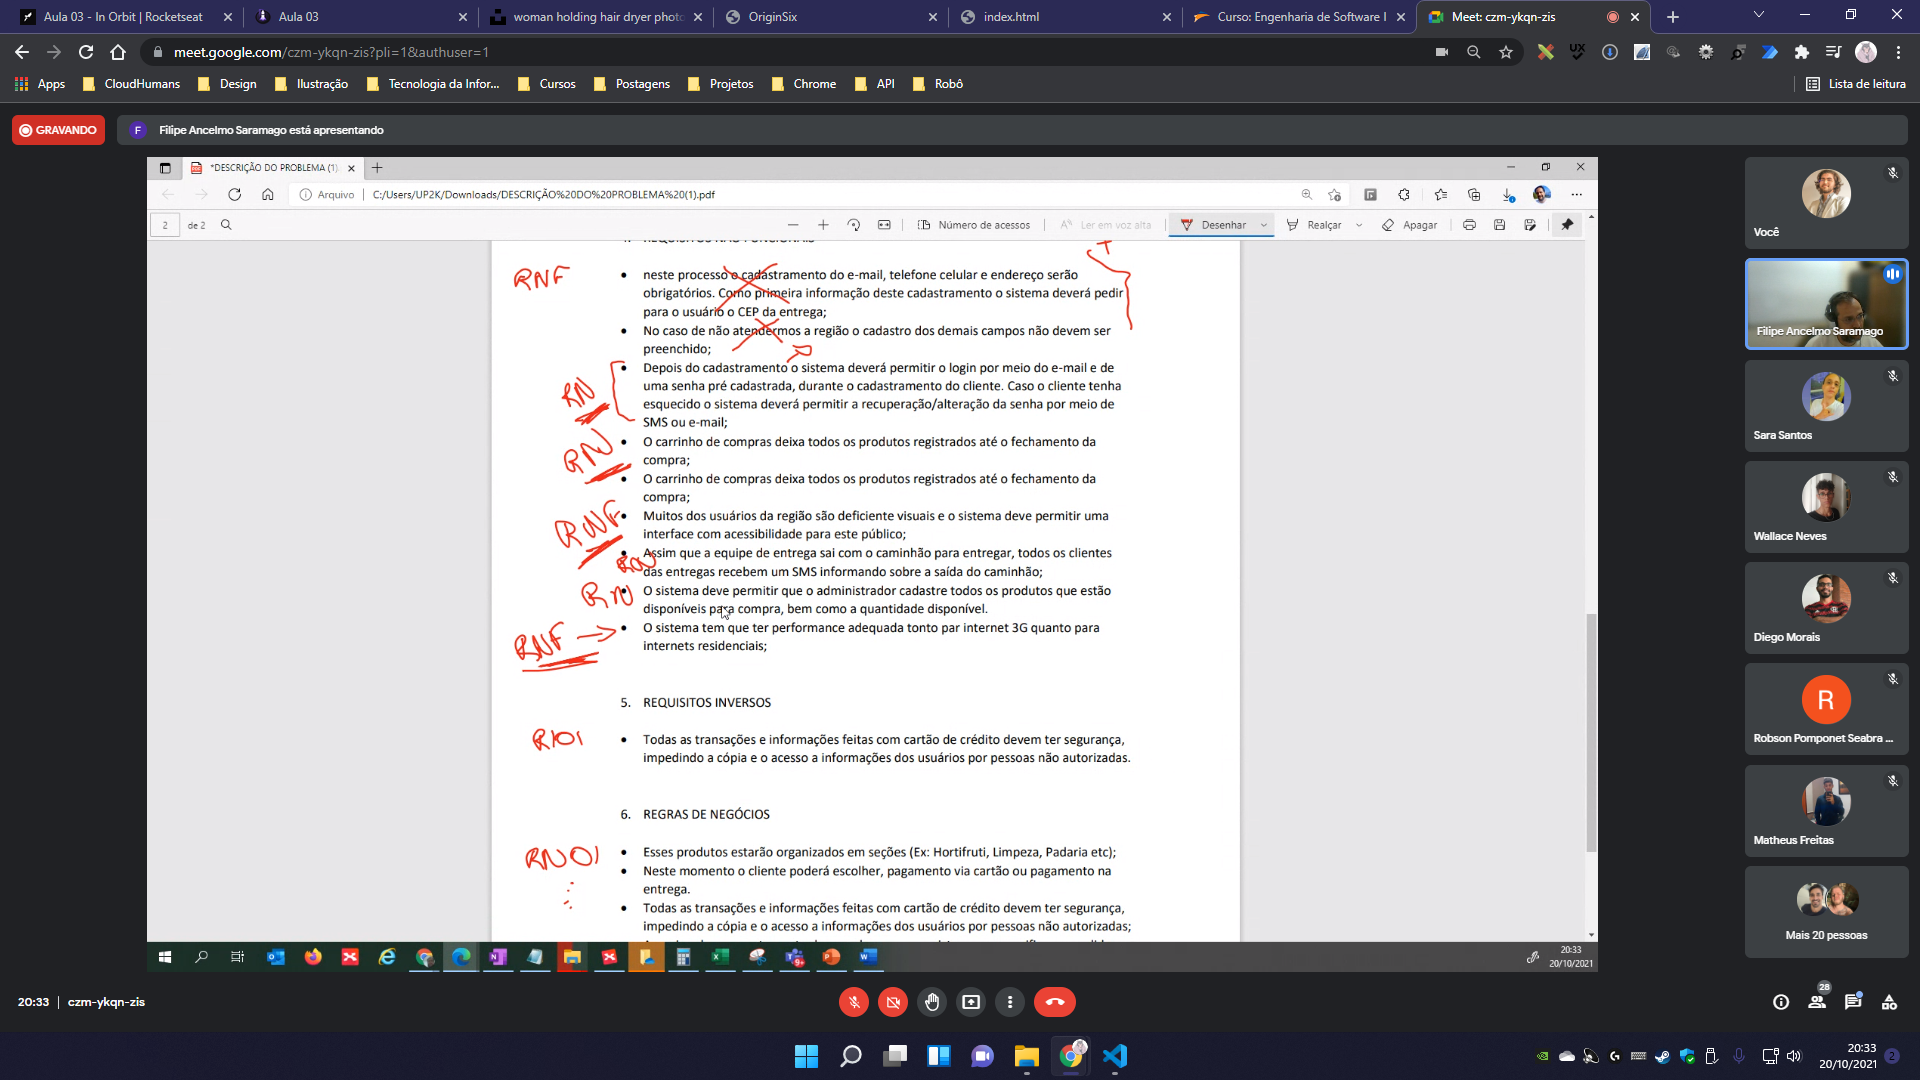 Aula 03 - In Orbit | Rocketseat
Aula 03
woman holding hair dryer photo
OriginSix
index.html
Curso: Engenharia de Software I
Meet: czm-ykqn-zis
meet.google.com/czm-ykqn-zis?pli=1&authuser=1
Apps
CloudHumans
Design
Ilustração
Tecnologia da Infor...
Cursos
Postagens
Projetos
Chrome
API
Robô
Lista de leitura
GRAVANDO
F
Filipe Ancelmo Saramago está apresentando
*DESCRIÇÃO DO PROBLEMA (1)
Arquivo
C:/Users/UP2K/Downloads/DESCRIÇÃO%20DO%20PROBLEMA%20(1).pdf
2
de 2
Número de acessos
Ler em voz alta
Desenhar
Realçar
Apagar
REQUISITOS NÃO FUNCIONAIS
RNF
• neste processo o cadastramento do e-mail, telefone celular e endereço serão
obrigatórios. Como primeira informação deste cadastramento o sistema deverá pedir
para o usuário o CEP da entrega;
• No caso de não atendermos a região o cadastro dos demais campos não devem ser
preenchido;
RN
• Depois do cadastramento o sistema deverá permitir o login por meio do e-mail e de
uma senha pré cadastrada, durante o cadastramento do cliente. Caso o cliente tenha
esquecido o sistema deverá permitir a recuperação/alteração da senha por meio de
SMS ou e-mail;
RN
• O carrinho de compras deixa todos os produtos registrados até o fechamento da
compra;
• O carrinho de compras deixa todos os produtos registrados até o fechamento da
compra;
RNF
• Muitos dos usuários da região são deficiente visuais e o sistema deve permitir uma
interface com acessibilidade para este público;
RN
• Assim que a equipe de entrega sai com o caminhão para entregar, todos os clientes
das entregas recebem um SMS informando sobre a saída do caminhão;
RN
• O sistema deve permitir que o administrador cadastre todos os produtos que estão
disponíveis para compra, bem como a quantidade disponível.
RNF
• O sistema tem que ter performance adequada tonto par internet 3G quanto para
internets residenciais;
5. REQUISITOS INVERSOS
RI01
• Todas as transações e informações feitas com cartão de crédito devem ter segurança,
impedindo a cópia e o acesso a informações dos usuários por pessoas não autorizadas.
6. REGRAS DE NEGÓCIOS
RN01
• Esses produtos estarão organizados em seções (Ex: Hortifruti, Limpeza, Padaria etc);
• Neste momento o cliente poderá escolher, pagamento via cartão ou pagamento na
entrega.
• Todas as transações e informações feitas com cartão de crédito devem ter segurança,
impedindo a cópia e o acesso a informações dos usuários por pessoas não autorizadas;
20:33
20/10/2021
Você
Filipe Ancelmo Saramago
Sara Santos
Wallace Neves
Diego Morais
R
Robson Pomponet Seabra ...
Matheus Freitas
Mais 20 pessoas
20:33 | czm-ykqn-zis
28
20:33
20/10/2021
2